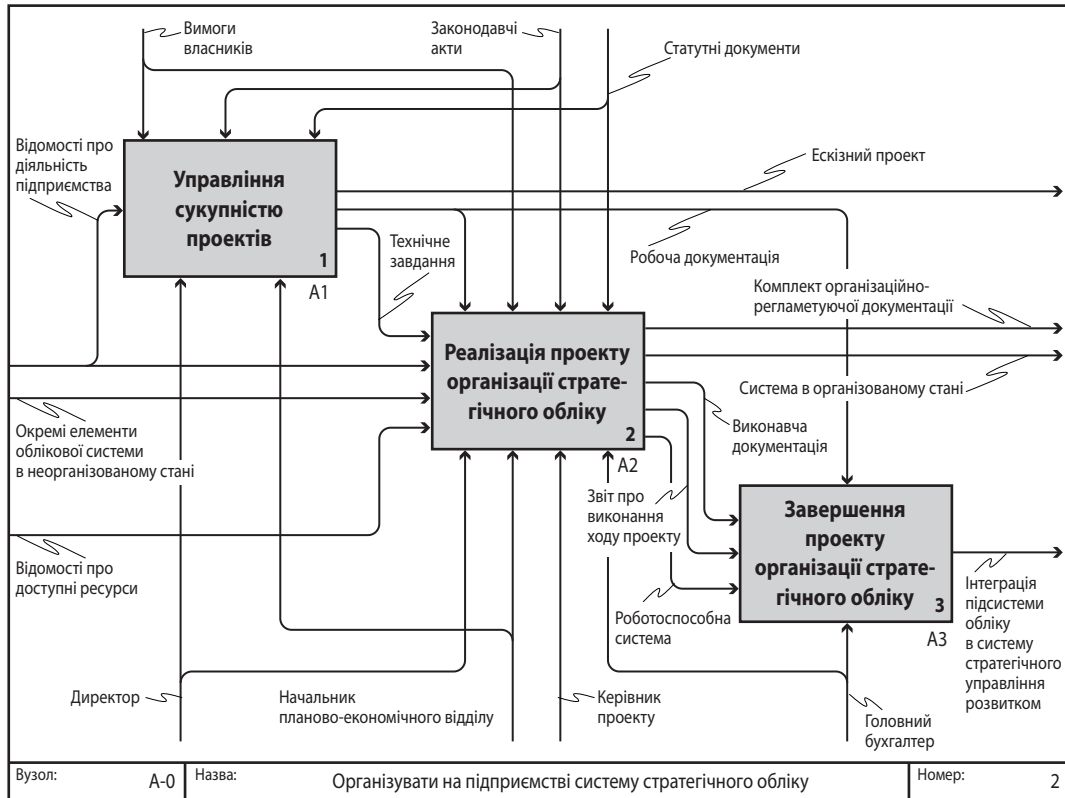 Вимоги
власників
Законодавчі
акти
Статутні документи
Відомості про
діяльність
підприємства
Управління
сукупністю
проектів
1
А1
Ескізний проект
Технічне
завдання
Робоча документація
Комплект організаційно-
регламетуючої документації
Реалізація проекту
організації страте-
гічного обліку
2
А2
Система в організованому стані
Окремі елементи
облікової системи
в неорганізованому стані
Виконавча
документація
Звіт про
виконання
ходу проекту
Завершення
проекту
організації страте-
гічного обліку
3
А3
Відомості про
доступні ресурси
Роботоспособна
система
Інтеграція
підсистеми
обліку
в систему
стратегічного
управління
розвитком
Директор
Начальник
планово-економічного відділу
Керівник
проекту
Головний
бухгалтер
Вузол: А-0
Назва: Організувати на підприємстві систему стратегічного обліку
Номер: 2